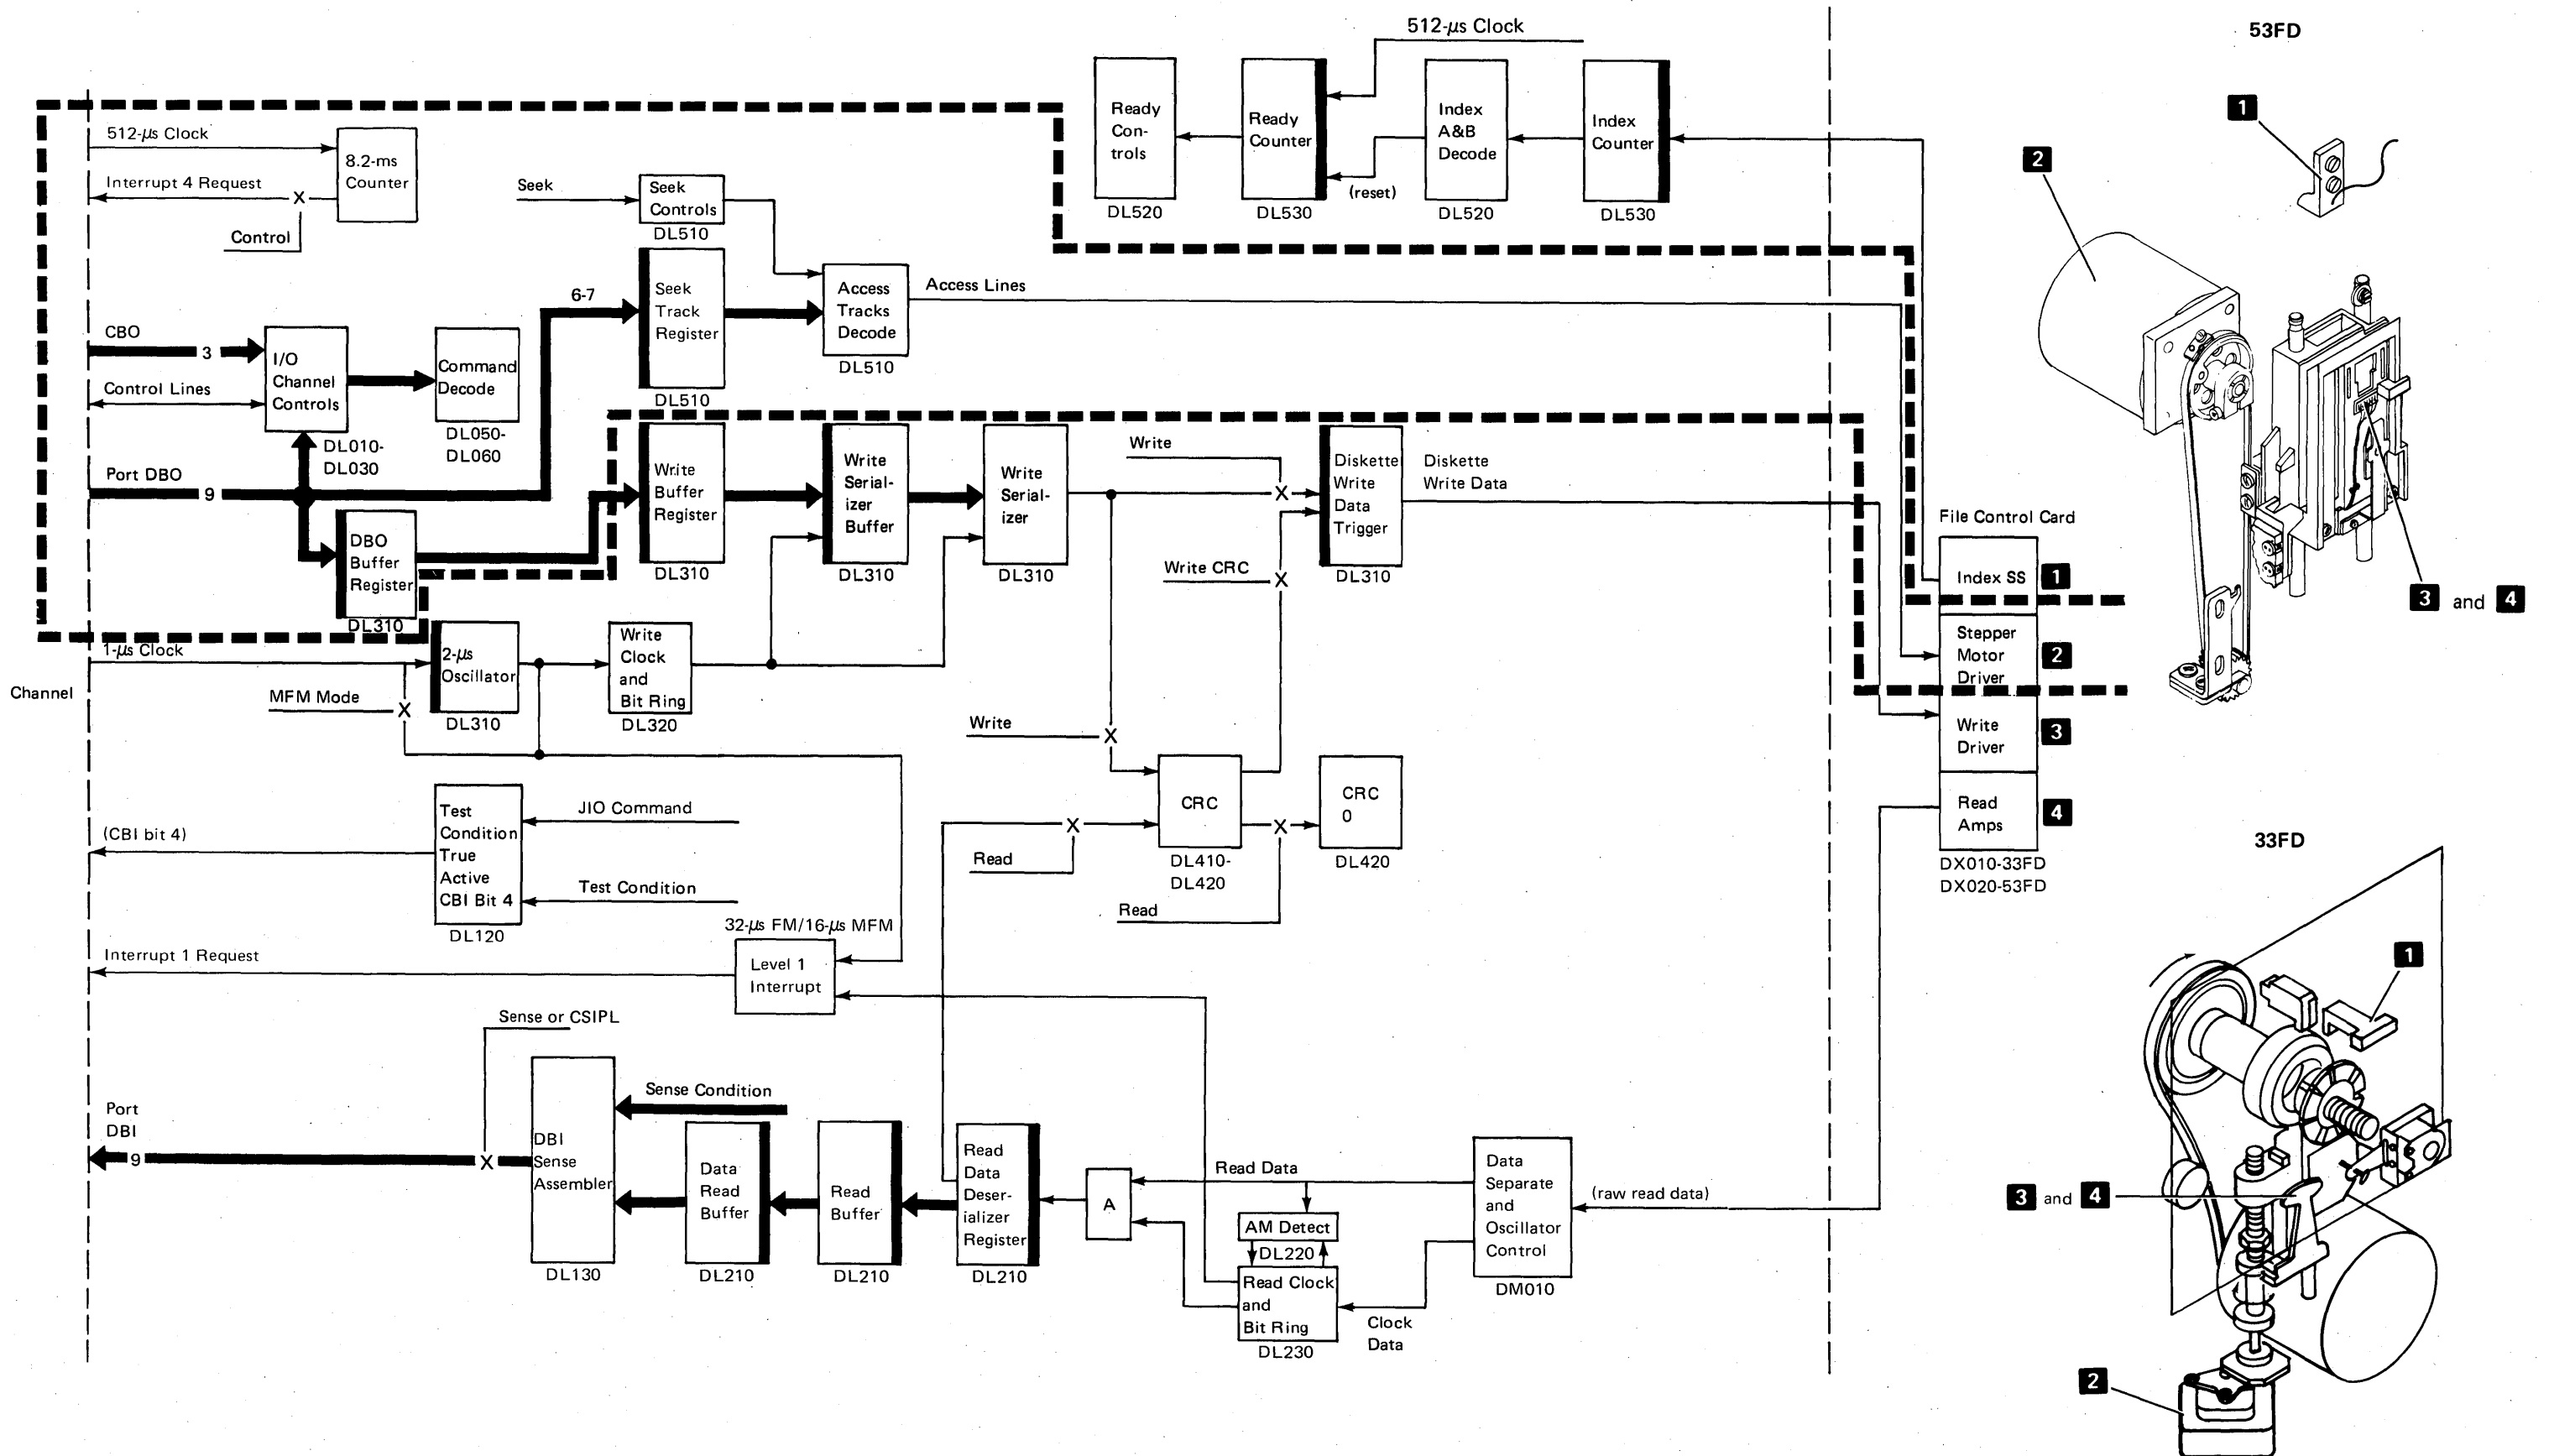 512-μs Clock
53FD
Ready
Con-
trols
DL520
Ready
Counter
DL530
(reset)
Index
A&B
Decode
DL520
Index
Counter
DL530
1
2
3 and 4
512-μs Clock
8.2-ms
Counter
Interrupt 4 Request
X
Control
Seek
Seek
Controls
DL510
6-7
Seek
Track
Register
DL510
Access
Tracks
Decode
DL510
Access Lines
CBO
3
Control Lines
I/O
Channel
Controls
DL010-
DL030
Command
Decode
DL050-
DL060
Port DBO
9
DBO
Buffer
Register
DL310
Write
Buffer
Register
DL310
Write
Serial-
izer
Buffer
DL310
Write
Serial-
izer
DL310
Write
X
Write CRC
X
Diskette
Write
Data
Trigger
DL310
Diskette
Write Data
File Control Card
Index SS
1
Stepper
Motor
Driver
2
Write
Driver
3
Read
Amps
4
DX010-33FD
DX020-53FD
Channel
1-μs Clock
MFM Mode
X
2-μs
Oscillator
DL310
Write
Clock
and
Bit Ring
DL320
Write
X
CRC
DL410-
DL420
CRC
0
DL420
Read
X
Read
X
(CBI bit 4)
Test
Condition
True
Active
CBI Bit 4
DL120
JIO Command
Test Condition
32-μs FM/16-μs MFM
Interrupt 1 Request
Level 1
Interrupt
Sense or CSIPL
Port
DBI
9
X
DBI
Sense
Assembler
DL130
Sense Condition
Data
Read
Buffer
DL210
Read
Buffer
DL210
Read
Data
Deser-
ializer
Register
DL210
A
Read Data
AM Detect
DL220
Read Clock
and
Bit Ring
DL230
Clock
Data
Data
Separate
and
Oscillator
Control
DM010
(raw read data)
33FD
1
3 and 4
2